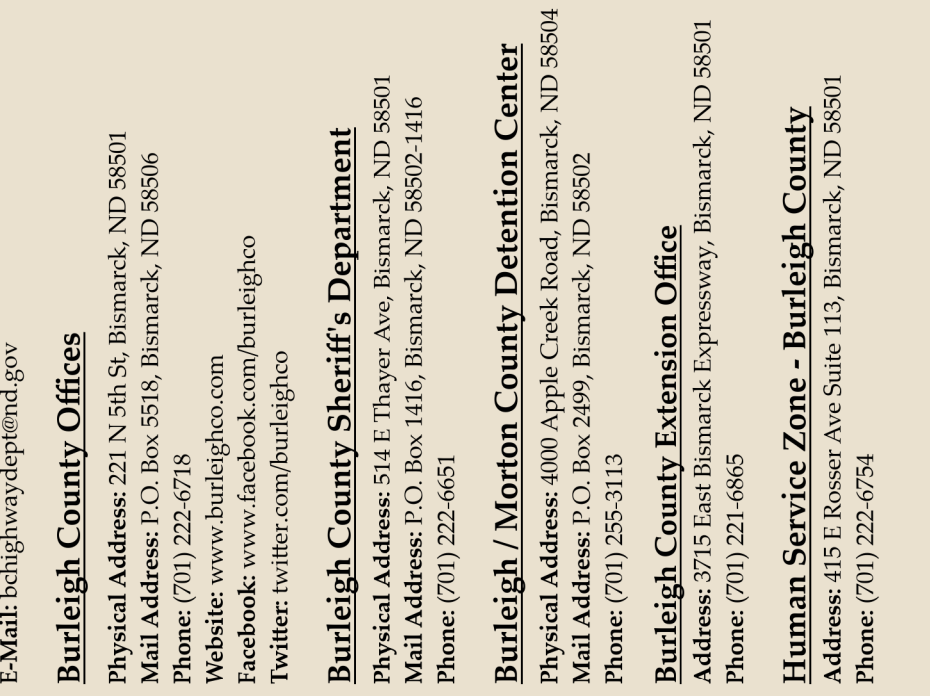 E-Mail: bchighwaydept@nd.gov
Burleigh County Offices
Physical Address: 221 N 5th St, Bismarck, ND 58501
Mail Address: P.O. Box 5518, Bismarck, ND 58506
Phone: (701) 222-6718
Website: www.burleighco.com
Facebook: www.facebook.com/burleighco
Twitter: twitter.com/burleighco
Burleigh County Sheriff's Department
Physical Address: 514 E Thayer Ave, Bismarck, ND 58501
Mail Address: P.O. Box 1416, Bismarck, ND 58502-1416
Phone: (701) 222-6651
Burleigh / Morton County Detention Center
Physical Address: 4000 Apple Creek Road, Bismarck, ND 58504
Mail Address: P.O. Box 2499, Bismarck, ND 58502
Phone: (701) 255-3113
Burleigh County Extension Office
Address: 3715 East Bismarck Expressway, Bismarck, ND 58501
Phone: (701) 221-6865
Human Service Zone - Burleigh County
Address: 415 E Rosser Ave Suite 113, Bismarck, ND 58501
Phone: (701) 222-6754